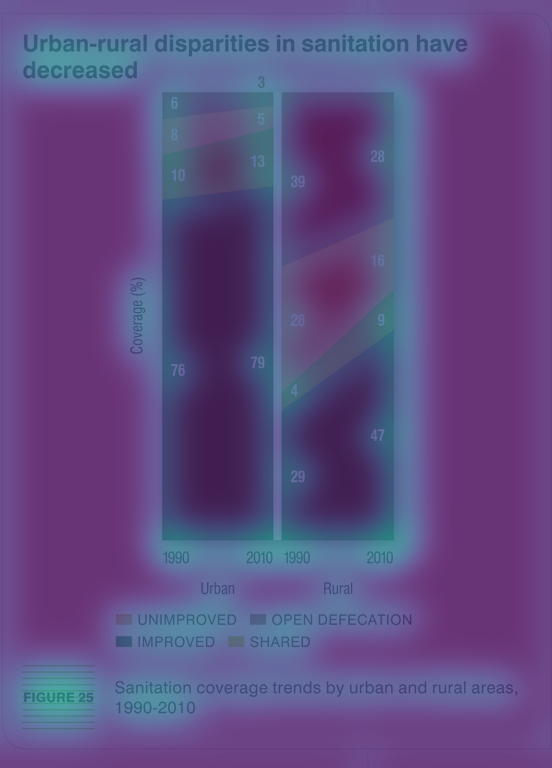 Urban-rural disparities in sanitation have
decreased
3
6
5
8
13
10
28
39
16
28
9
4
76
79
47
29
Coverage (%)
1990
2010
1990
2010
Urban
Rural
UNIMPROVED
OPEN DEFECATION
IMPROVED
SHARED
FIGURE 25
Sanitation coverage trends by urban and rural areas,
1990-2010